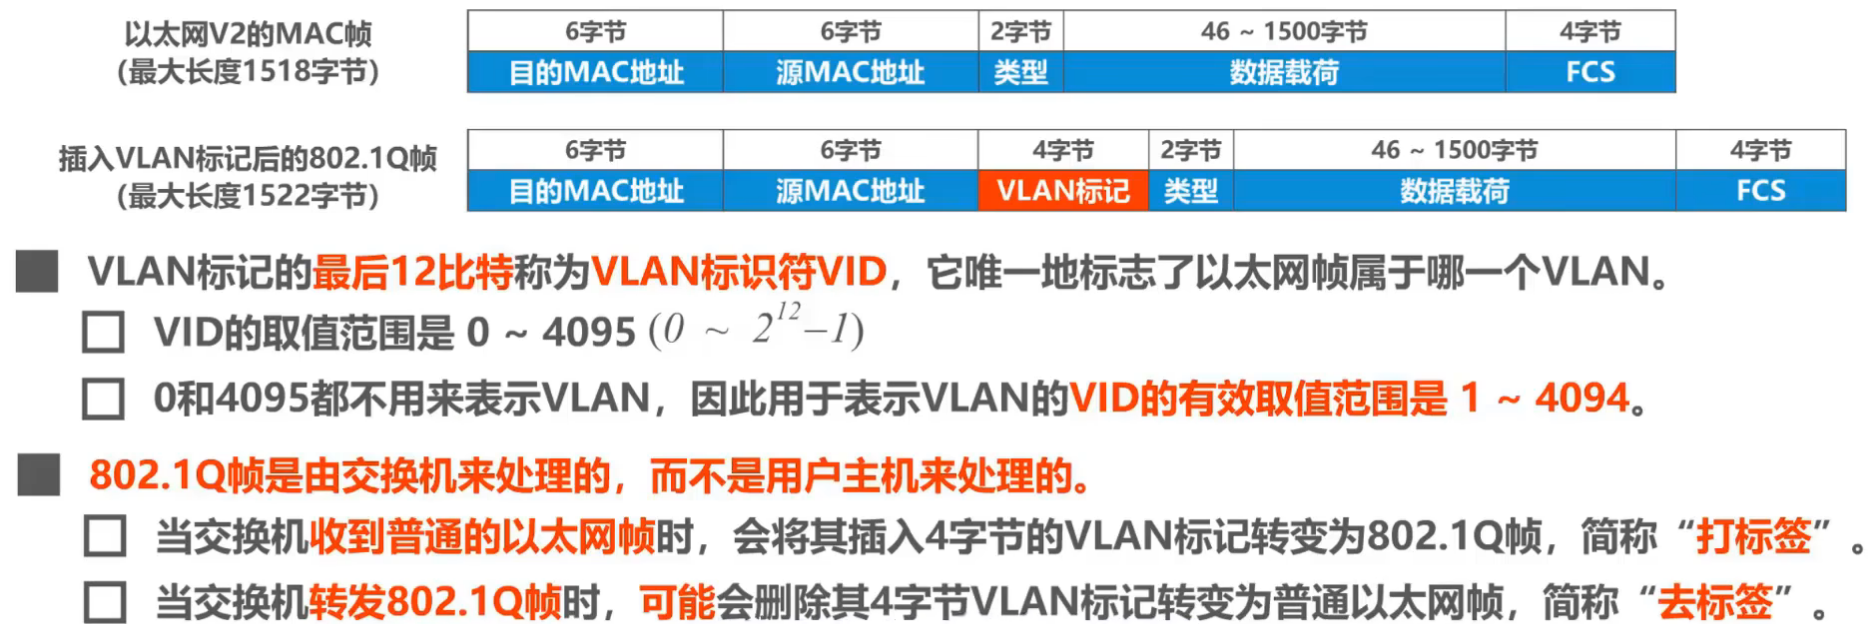 以太网V2的MAC帧
(最大长度1518字节)
6字节 6字节 2字节 46 ~ 1500字节 4字节
目的MAC地址 源MAC地址 类型 数据载荷 FCS
插入VLAN标记后的802.1Q帧
(最大长度1522字节)
6字节 6字节 4字节 2字节 46 ~ 1500字节 4字节
目的MAC地址 源MAC地址 VLAN标记 类型 数据载荷 FCS
VLAN标记的最后12比特称为VLAN标识符VID，它唯一地标志了以太网帧属于哪一个VLAN。
VID的取值范围是 0 ~ 4095 (0 ~ 2^12−1)
0和4095都不用来表示VLAN，因此用于表示VLAN的VID的有效取值范围是 1 ~ 4094。
802.1Q帧是由交换机来处理的，而不是用户主机来处理的。
当交换机收到普通的以太网帧时，会将其插入4字节的VLAN标记转变为802.1Q帧，简称“打标签”。
当交换机转发802.1Q帧时，可能会删除其4字节VLAN标记转变为普通以太网帧，简称“去标签”。